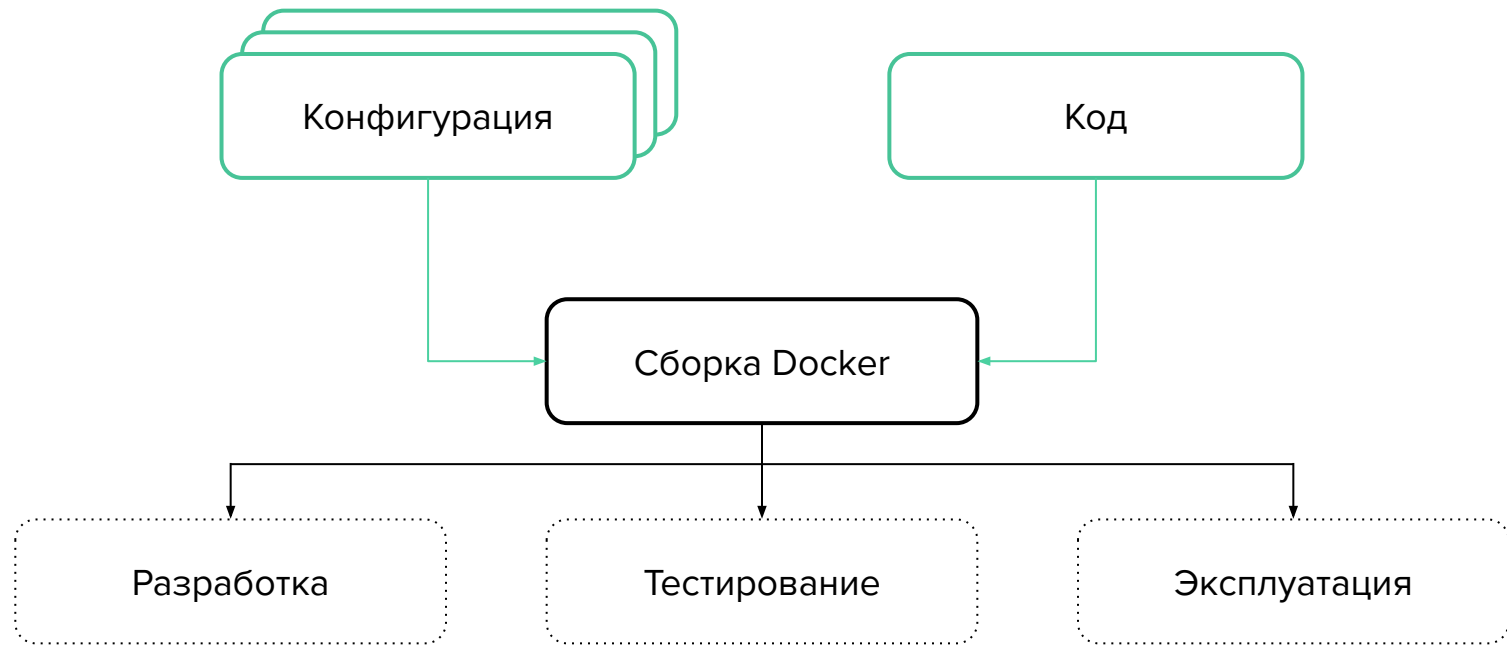 Конфигурация
Код
Сборка Docker
Разработка
Тестирование
Эксплуатация